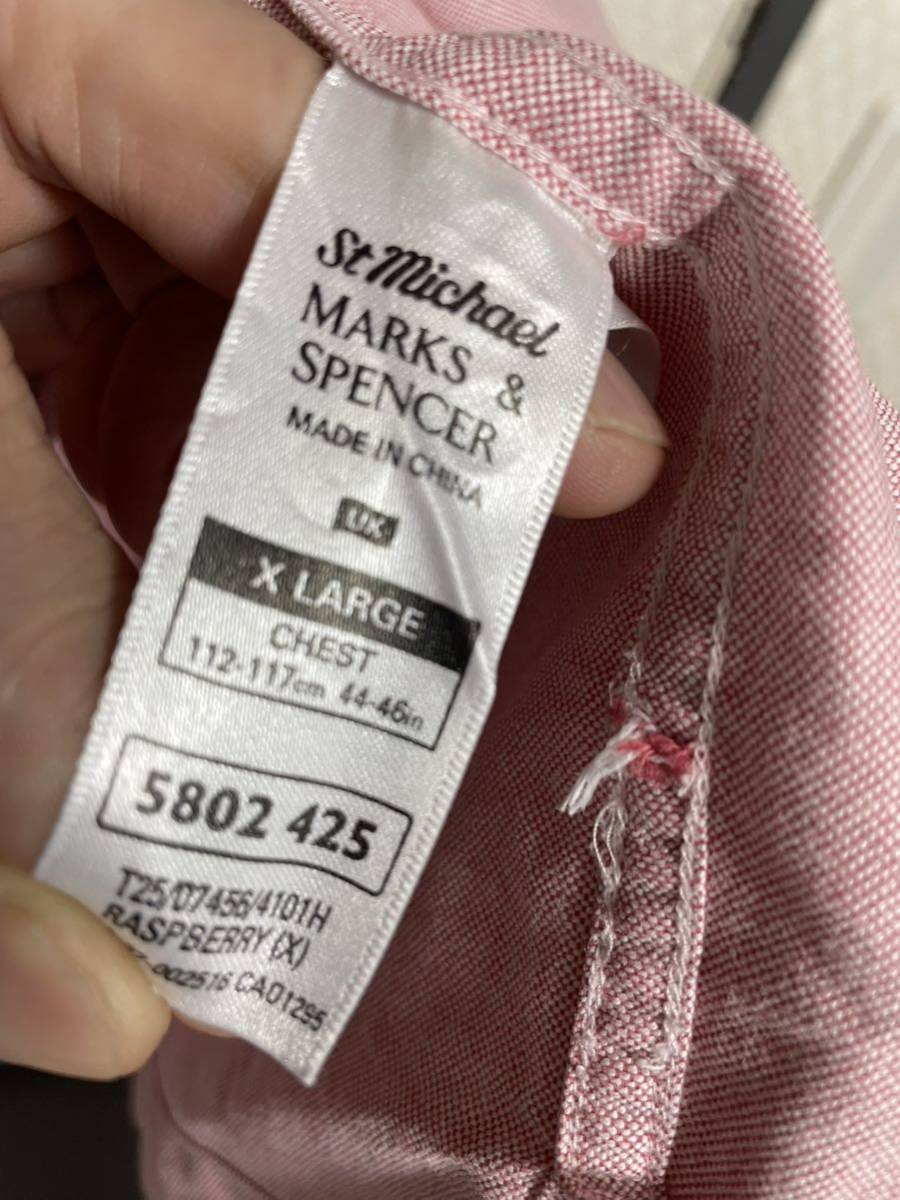 St Michael
MARKS &
SPENCER
MADE IN CHINA
UK
X LARGE
CHEST
112-117cm 44-46in
5802 425
T25/07456/4101H
RASPBERRY (X)
002516 CA01295